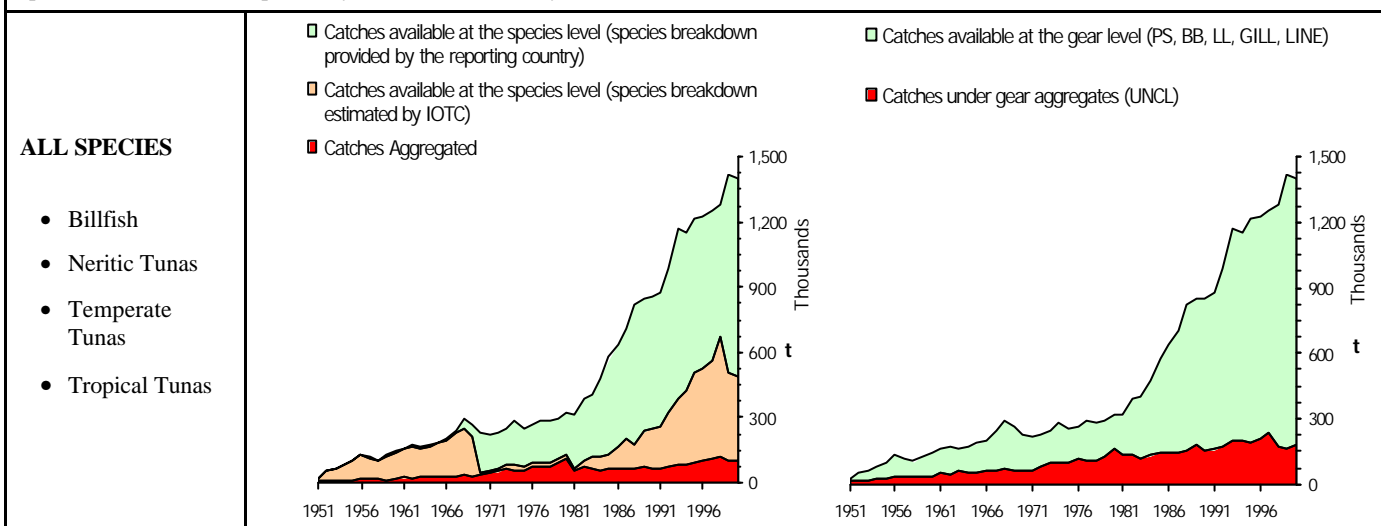 ALL SPECIES
• Billfish
• Neritic Tunas
• Temperate
Tunas
• Tropical Tunas
Catches available at the species level (species breakdown
provided by the reporting country)
Catches available at the species level (species breakdown
estimated by IOTC)
Catches Aggregated
1,500
1,200
900
600
300
0
Thousands
t
1951 1956 1961 1966 1971 1976 1981 1986 1991 1996
Catches available at the gear level (PS, BB, LL, GILL, LINE)
Catches under gear aggregates (UNCL)
1,500
1,200
900
600
300
0
Thousands
t
1951 1956 1961 1966 1971 1976 1981 1986 1991 1996